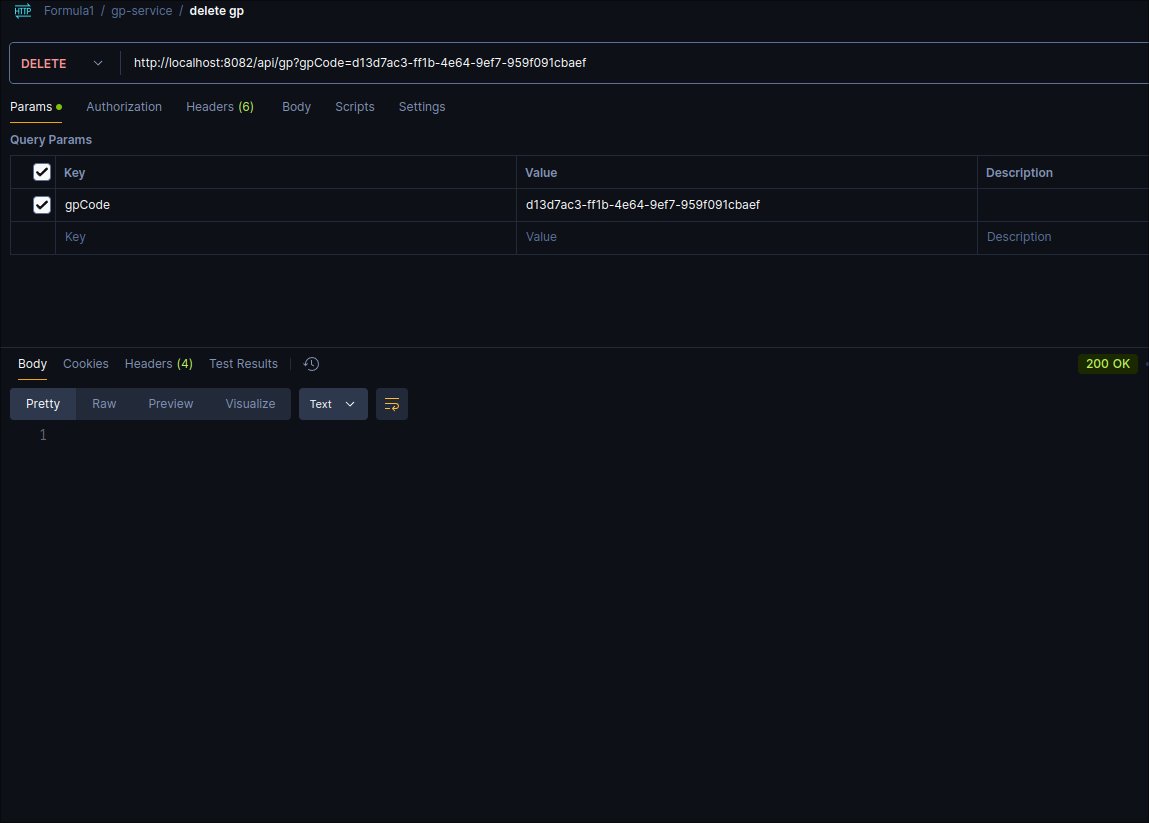 HTTP Formula1 / gp-service / delete gp
DELETE http://localhost:8082/api/gp?gpCode=d13d7ac3-ff1b-4e64-9ef7-959f091cbaef
Params Authorization Headers (6) Body Scripts Settings
Query Params
Key Value Description
gpCode d13d7ac3-ff1b-4e64-9ef7-959f091cbaef
Key Value Description
Body Cookies Headers (4) Test Results 200 OK
Pretty Raw Preview Visualize Text
1